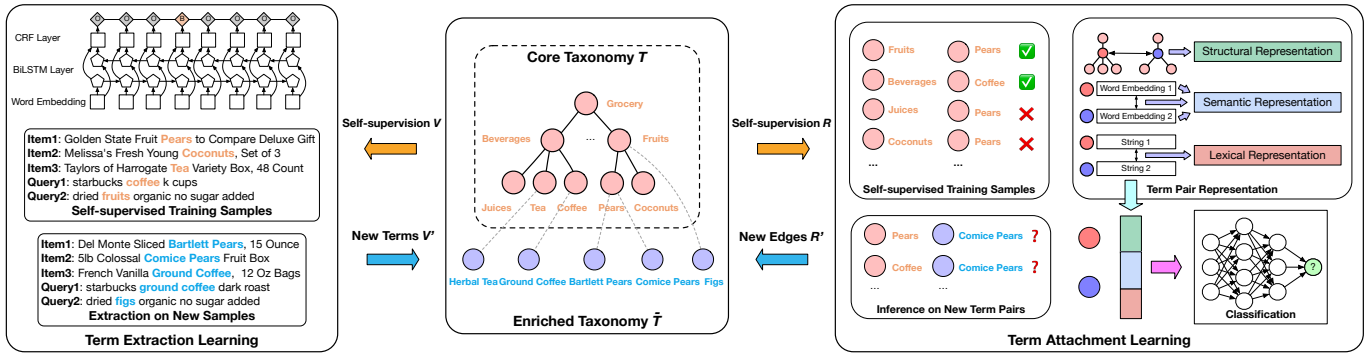 O O O B O O O O
CRF Layer
BiLSTM Layer
Word Embedding
Item1: Golden State Fruit Pears to Compare Deluxe Gift
Item2: Melissa's Fresh Young Coconuts, Set of 3
Item3: Taylors of Harrogate Tea Variety Box, 48 Count
Query1: starbucks coffee k cups
Query2: dried fruits organic no sugar added
Self-supervised Training Samples
Item1: Del Monte Sliced Bartlett Pears, 15 Ounce
Item2: 5lb Colossal Comice Pears Fruit Box
Item3: French Vanilla Ground Coffee, 12 Oz Bags
Query1: starbucks ground coffee dark roast
Query2: dried figs organic no sugar added
Extraction on New Samples
Term Extraction Learning
Self-supervision V
New Terms V'
Core Taxonomy T
Grocery
Beverages ... Fruits
Juices Tea Coffee Pears Coconuts
Herbal Tea Ground Coffee Bartlett Pears Comice Pears Figs
Enriched Taxonomy T̄
Self-supervision R
New Edges R'
Fruits Pears ✅
Beverages Coffee ✅
Juices Pears ❌
Coconuts Pears ❌
... ...
Self-supervised Training Samples
Structural Representation
Word Embedding 1
Semantic Representation
Word Embedding 2
String 1
Lexical Representation
String 2
Term Pair Representation
Pears Comice Pears ?
Coffee Comice Pears ?
... ...
Inference on New Term Pairs
?
Classification
Term Attachment Learning